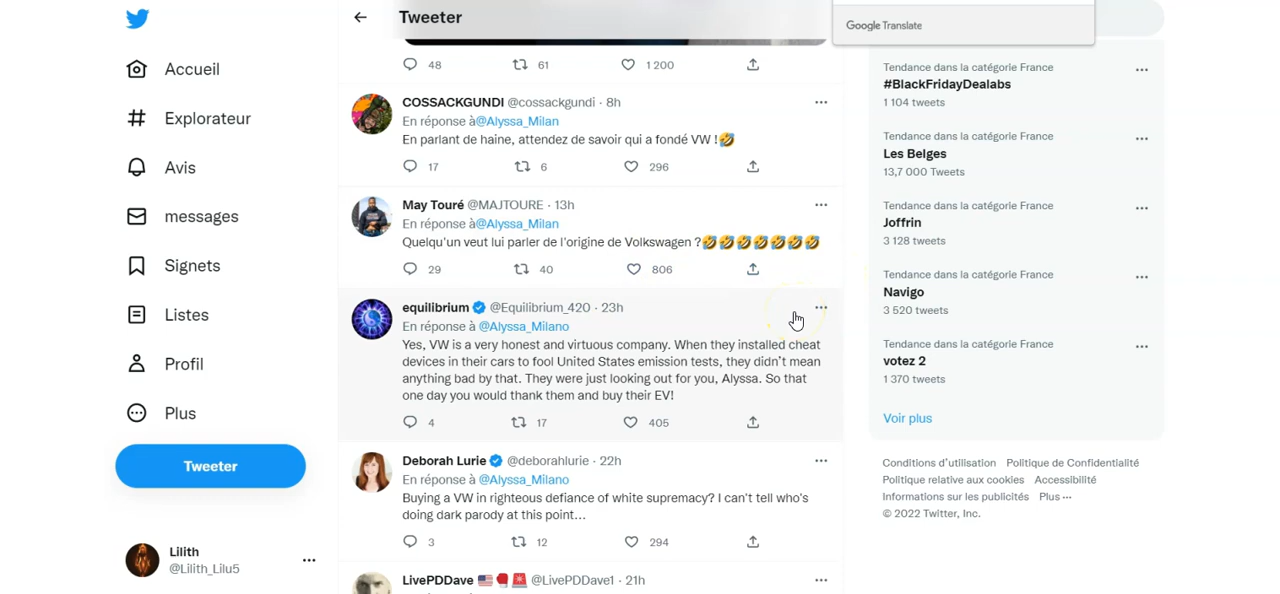 Tweeter
Google Translate
Accueil
Explorateur
Avis
messages
Signets
Listes
Profil
Plus
Tweeter
Lilith
@Lilith_Lilu5
48 61 1 200
COSSACKGUNDI @cossackgundi · 8h
En réponse à@Alyssa_Milan
En parlant de haine, attendez de savoir qui a fondé VW !🤣
17 6 296
May Touré @MAJTOURE · 13h
En réponse à@Alyssa_Milan
Quelqu'un veut lui parler de l'origine de Volkswagen ?🤣🤣🤣🤣🤣🤣🤣
29 40 806
equilibrium @Equilibrium_420 · 23h
En réponse à @Alyssa_Milano
Yes, VW is a very honest and virtuous company. When they installed cheat
devices in their cars to fool United States emission tests, they didn't mean
anything bad by that. They were just looking out for you, Alyssa. So that
one day you would thank them and buy their EV!
4 17 405
Deborah Lurie @deborahlurie · 22h
En réponse à @Alyssa_Milano
Buying a VW in righteous defiance of white supremacy? I can't tell who's
doing dark parody at this point...
3 12 294
LivePDDave 🇺🇸🥊🚨 @LivePDDave1 · 21h
Tendance dans la catégorie France
#BlackFridayDealabs
1 104 tweets
Tendance dans la catégorie France
Les Belges
13,7 000 Tweets
Tendance dans la catégorie France
Joffrin
3 128 tweets
Tendance dans la catégorie France
Navigo
3 520 tweets
Tendance dans la catégorie France
votez 2
1 370 tweets
Voir plus
Conditions d'utilisation Politique de Confidentialité
Politique relative aux cookies Accessibilité
Informations sur les publicités Plus ···
© 2022 Twitter, Inc.